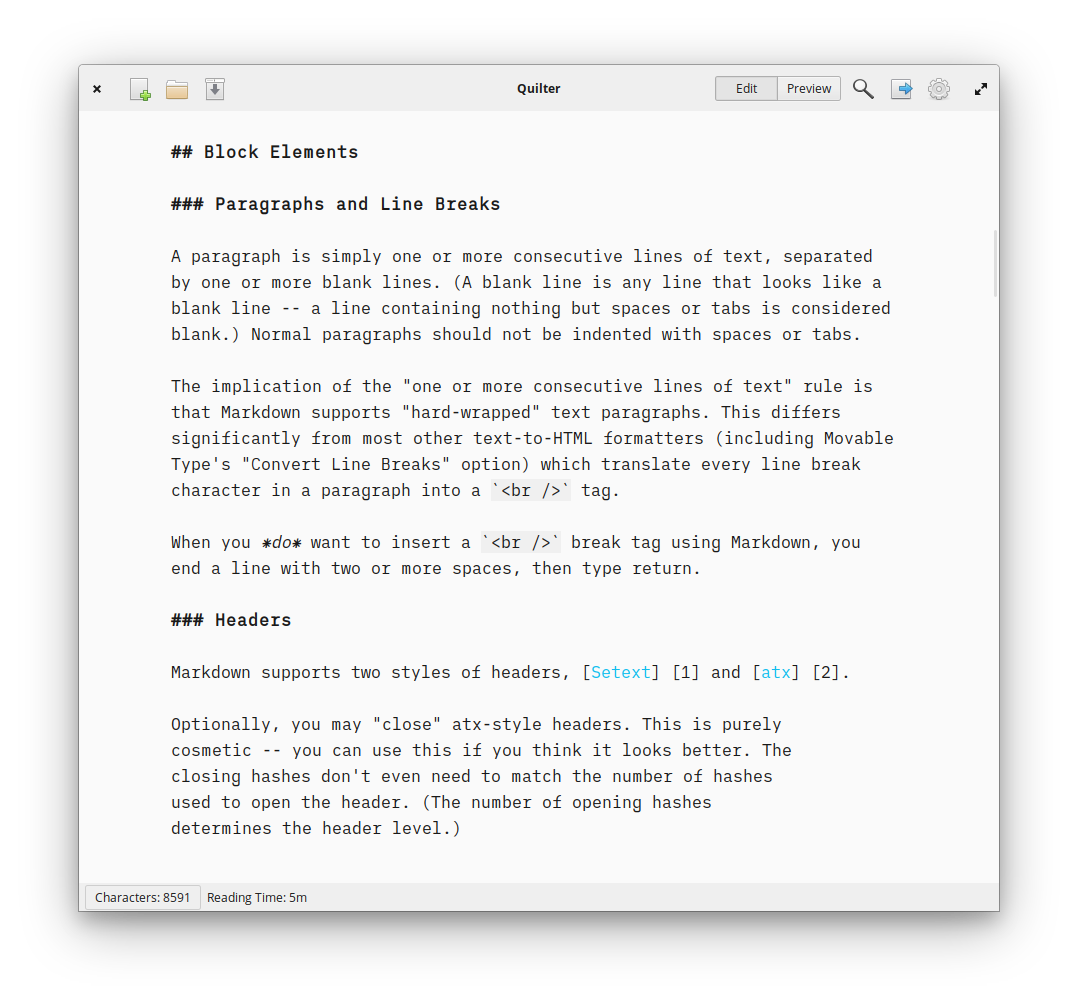 Quilter
Edit
Preview
## Block Elements
### Paragraphs and Line Breaks
A paragraph is simply one or more consecutive lines of text, separated
by one or more blank lines. (A blank line is any line that looks like a
blank line -- a line containing nothing but spaces or tabs is considered
blank.) Normal paragraphs should not be indented with spaces or tabs.
The implication of the "one or more consecutive lines of text" rule is
that Markdown supports "hard-wrapped" text paragraphs. This differs
significantly from most other text-to-HTML formatters (including Movable
Type's "Convert Line Breaks" option) which translate every line break
character in a paragraph into a `<br />` tag.
When you *do* want to insert a `<br />` break tag using Markdown, you
end a line with two or more spaces, then type return.
### Headers
Markdown supports two styles of headers, [Setext] [1] and [atx] [2].
Optionally, you may "close" atx-style headers. This is purely
cosmetic -- you can use this if you think it looks better. The
closing hashes don't even need to match the number of hashes
used to open the header. (The number of opening hashes
determines the header level.)
Characters: 8591
Reading Time: 5m